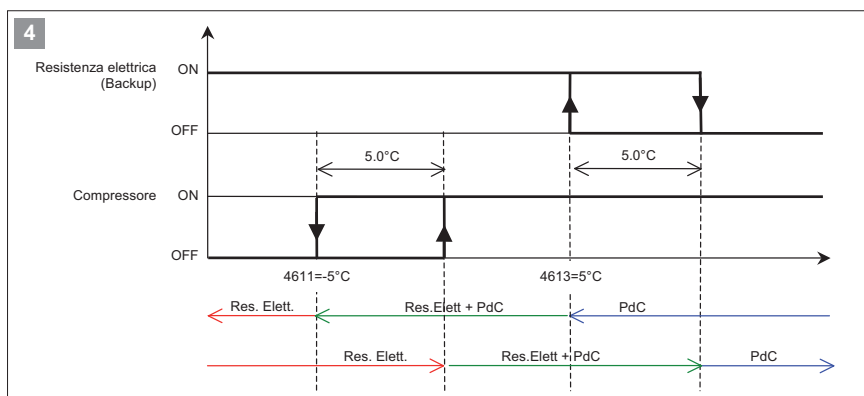 4
Resistenza elettrica
(Backup)
ON
OFF
5.0°C
5.0°C
Compressore
ON
OFF
4611=-5°C
4613=5°C
Res. Elett.
Res.Elett + PdC
PdC
Res. Elett.
Res.Elett + PdC
PdC